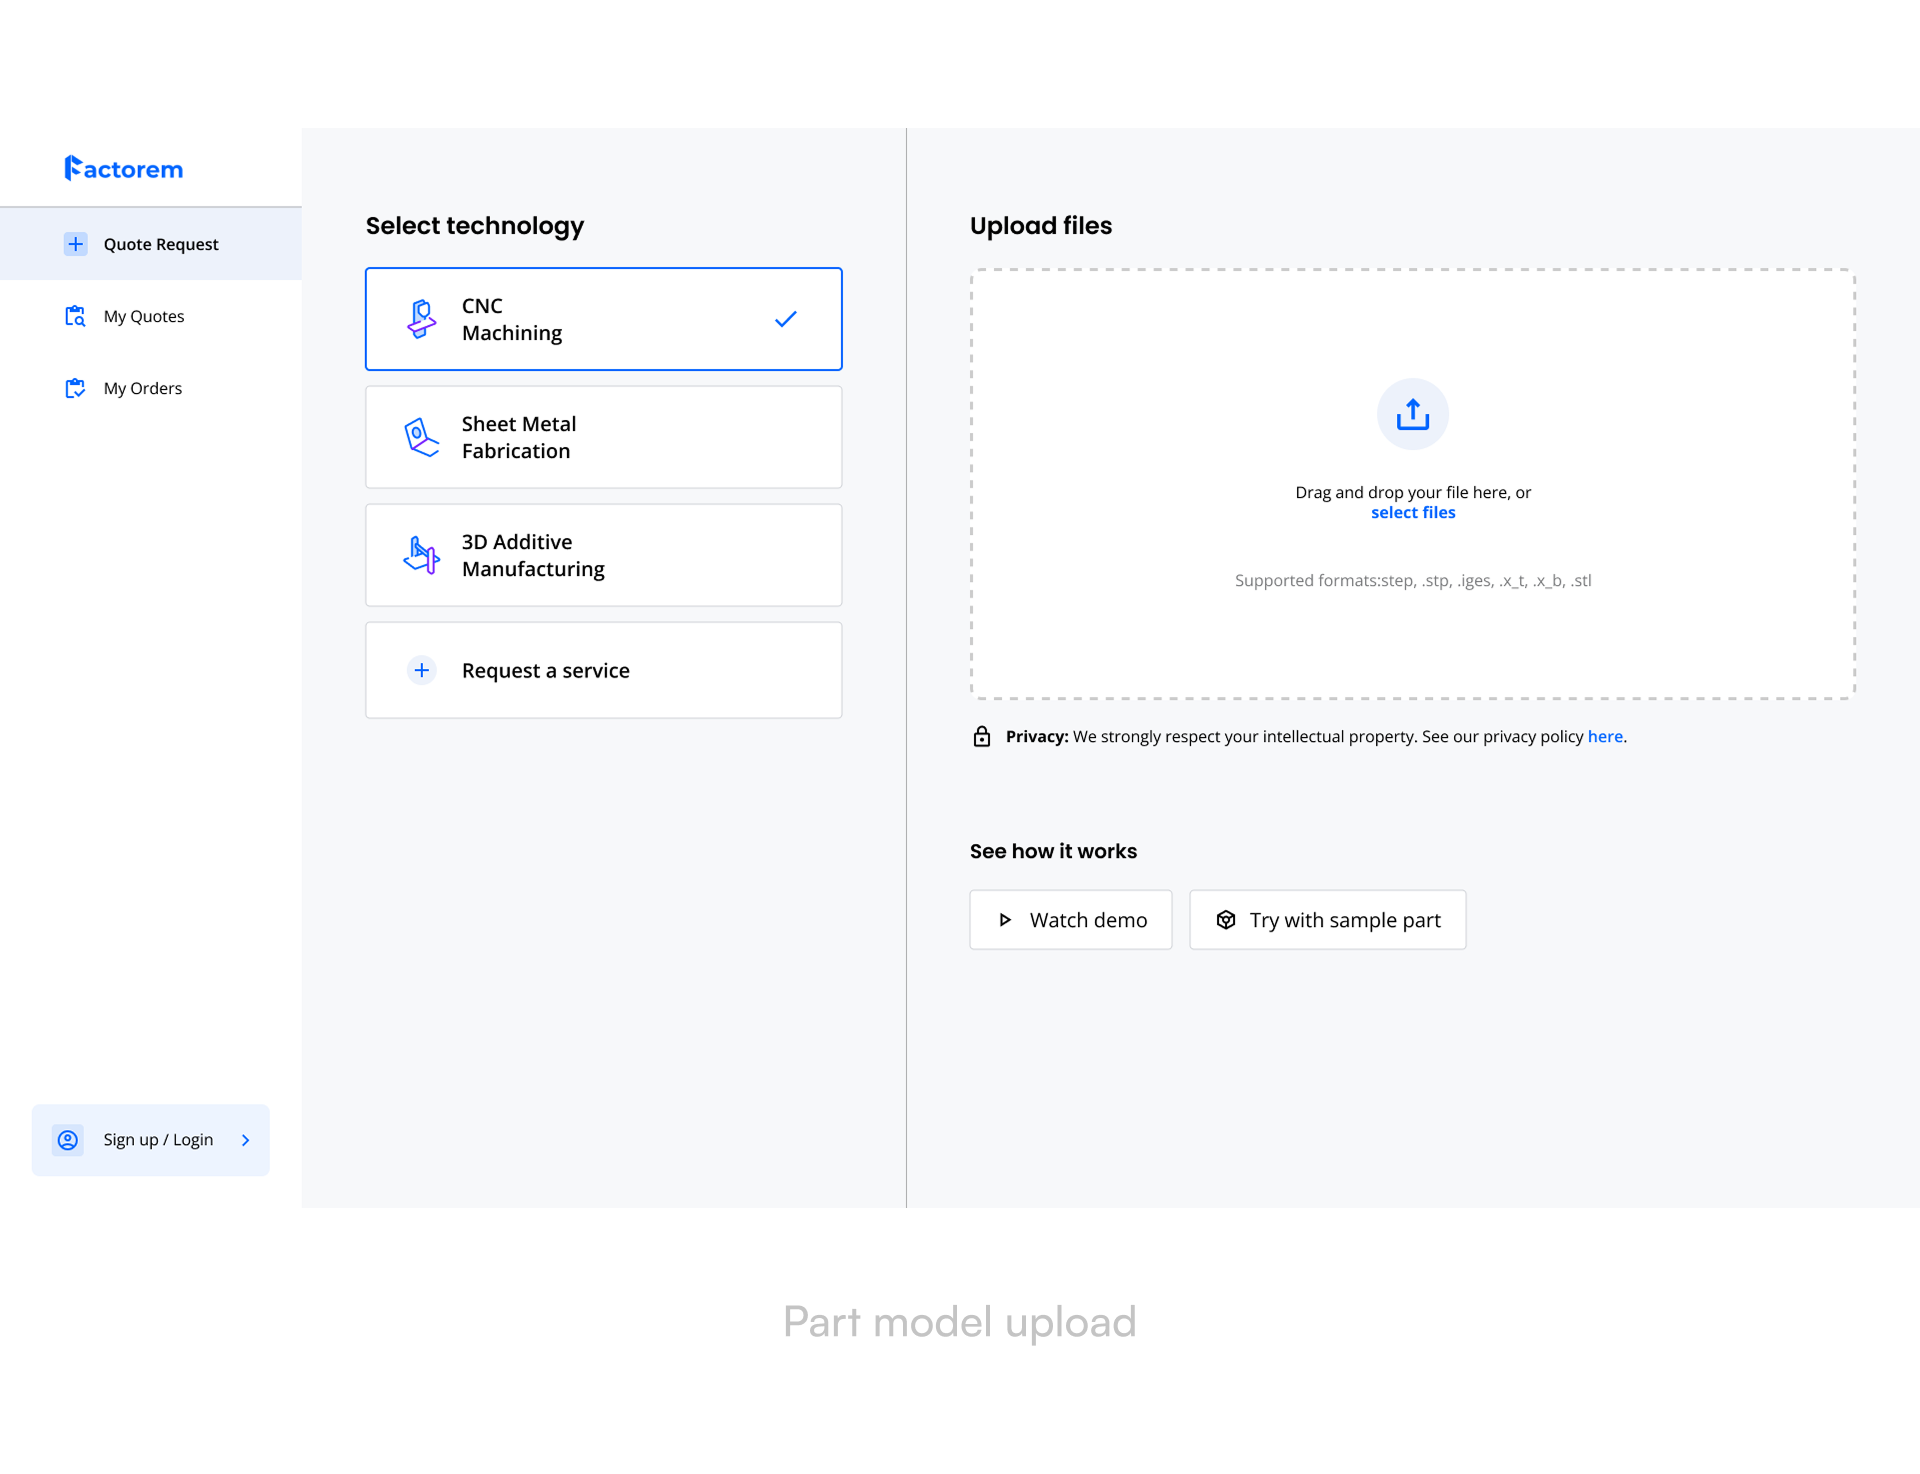 Factorem
Quote Request
My Quotes
My Orders
Sign up / Login
Select technology
CNC
Machining
Sheet Metal
Fabrication
3D Additive
Manufacturing
Request a service
Upload files
Drag and drop your file here, or
select files
Supported formats:step, .stp, .iges, .x_t, .x_b, .stl
Privacy: We strongly respect your intellectual property. See our privacy policy here.
See how it works
Watch demo
Try with sample part
Part model upload